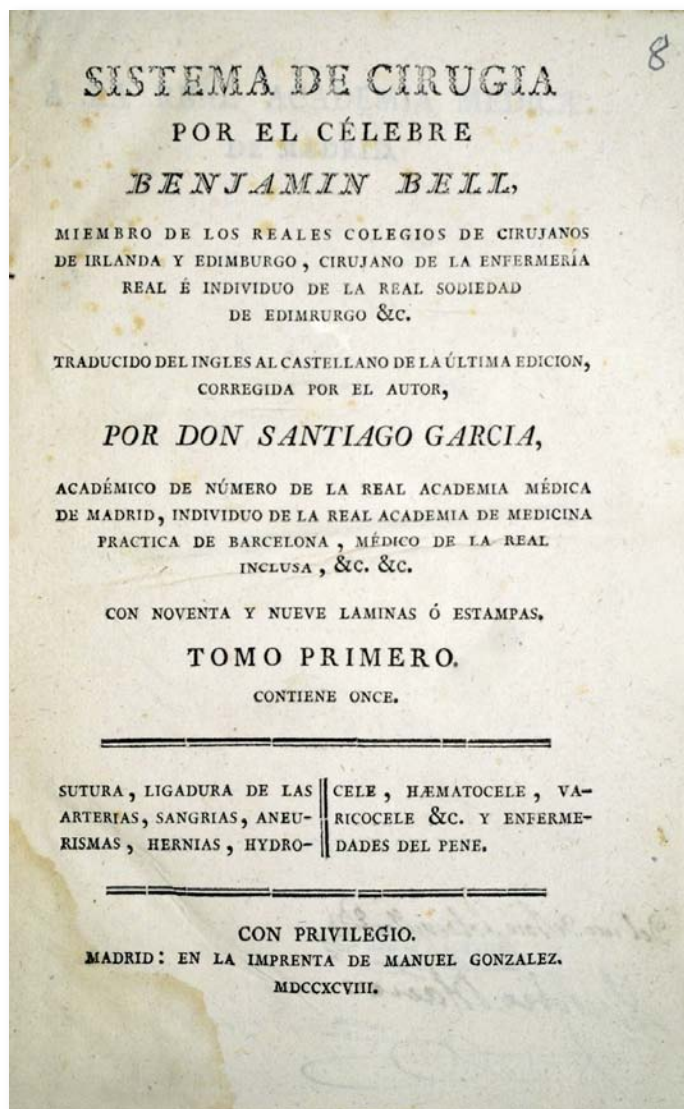 8
SISTEMA DE CIRUGIA
POR EL CÉLEBRE
BENJAMIN BELL,
MIEMBRO DE LOS REALES COLEGIOS DE CIRUJANOS
DE IRLANDA Y EDIMBURGO, CIRUJANO DE LA ENFERMERÍA
REAL É INDIVIDUO DE LA REAL SODIEDAD
DE EDIMRURGO &C.
TRADUCIDO DEL INGLES AL CASTELLANO DE LA ÚLTIMA EDICION,
CORREGIDA POR EL AUTOR,
POR DON SANTIAGO GARCIA,
ACADÉMICO DE NÚMERO DE LA REAL ACADEMIA MÉDICA
DE MADRID, INDIVIDUO DE LA REAL ACADEMIA DE MEDICINA
PRACTICA DE BARCELONA, MÉDICO DE LA REAL
INCLUSA, &C. &C.
CON NOVENTA Y NUEVE LAMINAS Ó ESTAMPAS.
TOMO PRIMERO.
CONTIENE ONCE.
SUTURA, LIGADURA DE LAS
ARTERIAS, SANGRIAS, ANEU-
RISMAS, HERNIAS, HYDRO-
CELE, HÆMATOCELE, VA-
RICOCELE &C. Y ENFERME-
DADES DEL PENE.
CON PRIVILEGIO.
MADRID: EN LA IMPRENTA DE MANUEL GONZALEZ.
MDCCXCVIII.